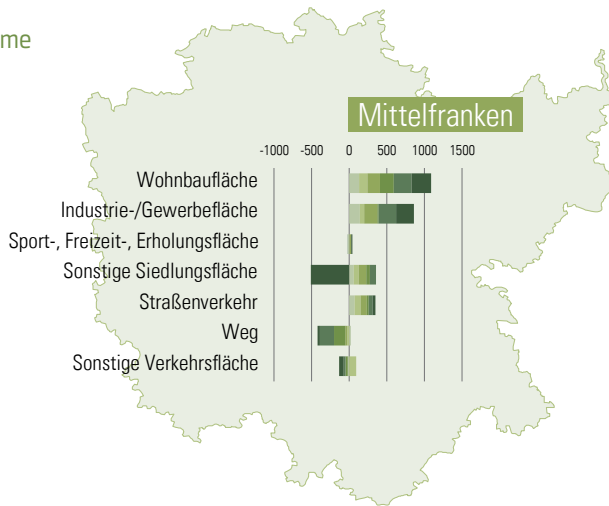 me
Mittelfranken
-1000 -500 0 500 1000 1500
Wohnbaufläche
Industrie-/Gewerbefläche
Sport-, Freizeit-, Erholungsfläche
Sonstige Siedlungsfläche
Straßenverkehr
Weg
Sonstige Verkehrsfläche